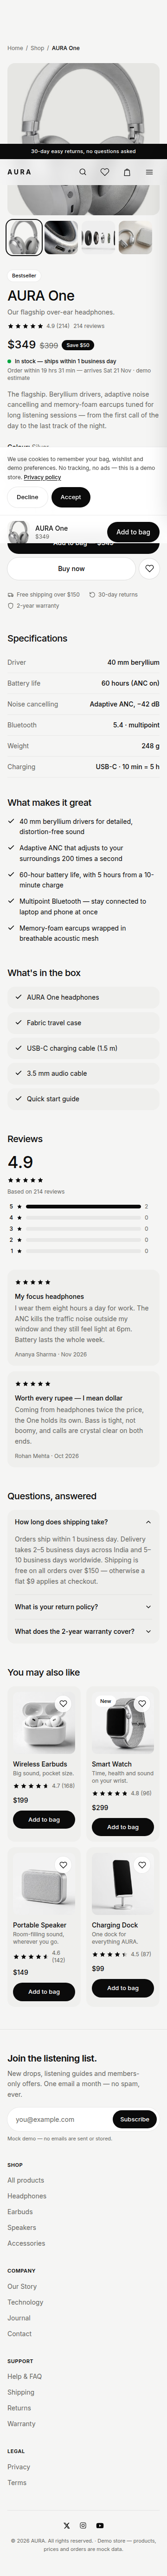 Home / Shop / AURA One
30-day easy returns, no questions asked
AURA
Bestseller
AURA One
Our flagship over-ear headphones.
4.9 (214) 214 reviews
$349 $399 Save $50
In stock — ships within 1 business day
Order within 19 hrs 31 min — arrives Sat 21 Nov · demo
estimate
The flagship. Beryllium drivers, adaptive noise
cancelling and memory-foam earcups tuned for
long listening sessions — from the first call of the
day to the last track of the night.
We use cookies to remember your bag, wishlist and
display preferences. No tracking, no ads — this is a demo
store. Privacy policy
Decline
Accept
AURA One
$349
Add to bag
Buy now
Free shipping over $150
30-day returns
2-year warranty
Specifications
Driver 40 mm beryllium
Battery life 60 hours (ANC on)
Noise cancelling Adaptive ANC, −42 dB
Bluetooth 5.4 · multipoint
Weight 248 g
Charging USB-C · 10 min = 5 h
What makes it great
40 mm beryllium drivers for detailed,
distortion-free sound
Adaptive ANC that adjusts to your
surroundings 200 times a second
60-hour battery life, with 5 hours from a 10-
minute charge
Multipoint Bluetooth — stay connected to
laptop and phone at once
Memory-foam earcups wrapped in
breathable acoustic mesh
What's in the box
AURA One headphones
Fabric travel case
USB-C charging cable (1.5 m)
3.5 mm audio cable
Quick start guide
Reviews
4.9
Based on 214 reviews
5 2
4 0
3 0
2 0
1 0
My focus headphones
I wear them eight hours a day for work. The
ANC kills the traffic noise outside my
window and they still feel light at 6pm.
Battery lasts the whole week.
Ananya Sharma · Nov 2026
Worth every rupee — I mean dollar
Coming from headphones twice the price,
the One holds its own. Bass is tight, not
boomy, and calls are crystal clear on both
ends.
Rohan Mehta · Oct 2026
Questions, answered
How long does shipping take?
Orders ship within 1 business day. Delivery
takes 2–5 business days across India and 5–
10 business days worldwide. Shipping is
free on all orders over $150 — otherwise a
flat $9 applies at checkout.
What is your return policy?
What does the 2-year warranty cover?
You may also like
Wireless Earbuds
Big sound, pocket size.
4.7 (168)
$199
Add to bag
New
Smart Watch
Time, health and sound
on your wrist.
4.8 (96)
$299
Add to bag
Portable Speaker
Room-filling sound,
wherever you go.
4.6
(142)
$149
Add to bag
Charging Dock
One dock for
everything AURA.
4.5 (87)
$99
Add to bag
Join the listening list.
New drops, listening guides and members-
only offers. One email a month — no spam,
ever.
you@example.com
Subscribe
Mock demo — no emails are sent or stored.
SHOP
All products
Headphones
Earbuds
Speakers
Accessories
COMPANY
Our Story
Technology
Journal
Contact
SUPPORT
Help & FAQ
Shipping
Returns
Warranty
LEGAL
Privacy
Terms
© 2026 AURA. All rights reserved. · Demo store — products,
prices and orders are mock data.